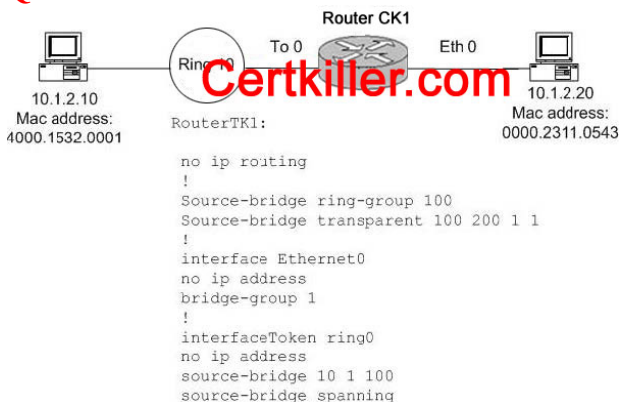 Router CK1
To 0
Eth 0
Ring 10
Certkiller.com
10.1.2.10
Mac address:
4000.1532.0001
10.1.2.20
Mac address:
0000.2311.0543
RouterTK1:
no ip routing
!
Source-bridge ring-group 100
Source-bridge transparent 100 200 1 1
!
interface Ethernet0
no ip address
bridge-group 1
!
interfaceToken ring0
no ip address
source-bridge 10 1 100
source-bridge spanning